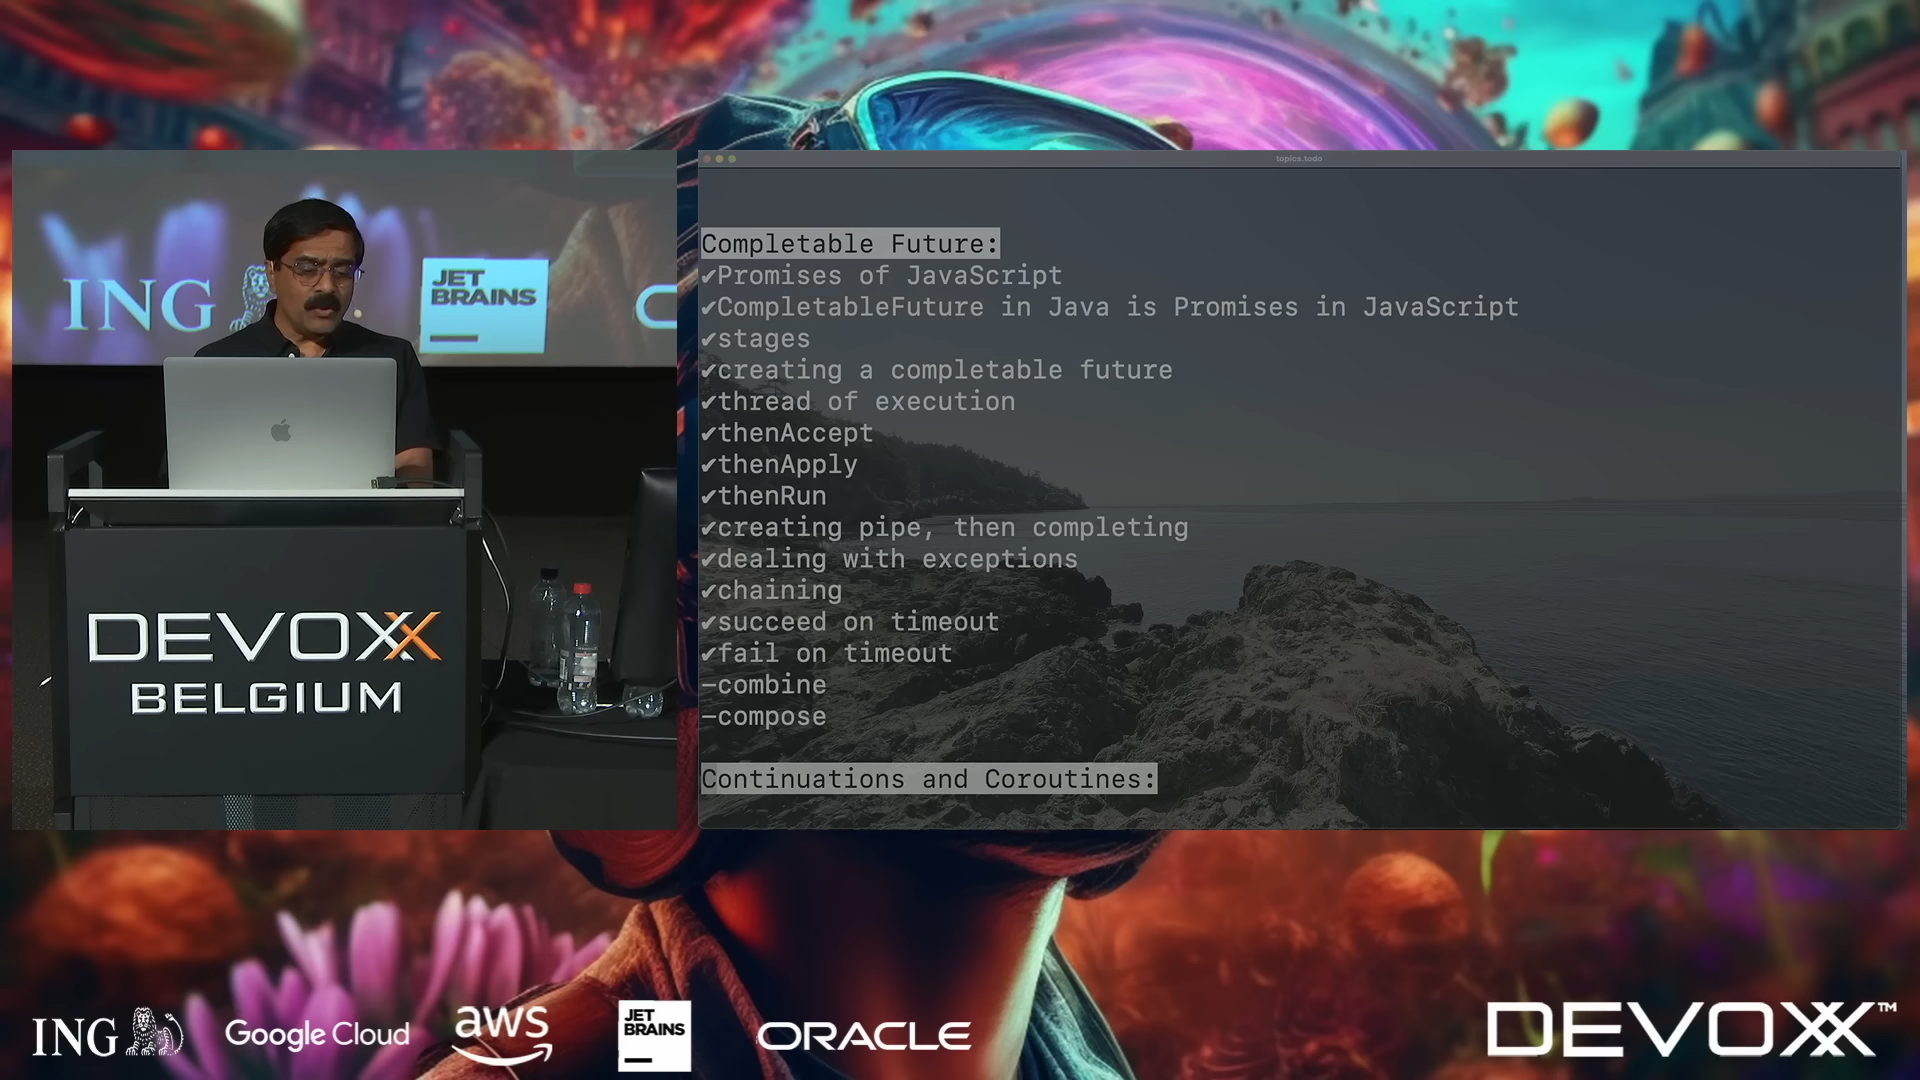 ING
JET
BRAINS
DEVOXX
BELGIUM
topics.todo
Completable Future:
✔Promises of JavaScript
✔CompletableFuture in Java is Promises in JavaScript
✔stages
✔creating a completable future
✔thread of execution
✔thenAccept
✔thenApply
✔thenRun
✔creating pipe, then completing
✔dealing with exceptions
✔chaining
✔succeed on timeout
✔fail on timeout
—combine
—compose
Continuations and Coroutines:
ING
Google Cloud
aws
JET
BRAINS
ORACLE
DEVOXX™